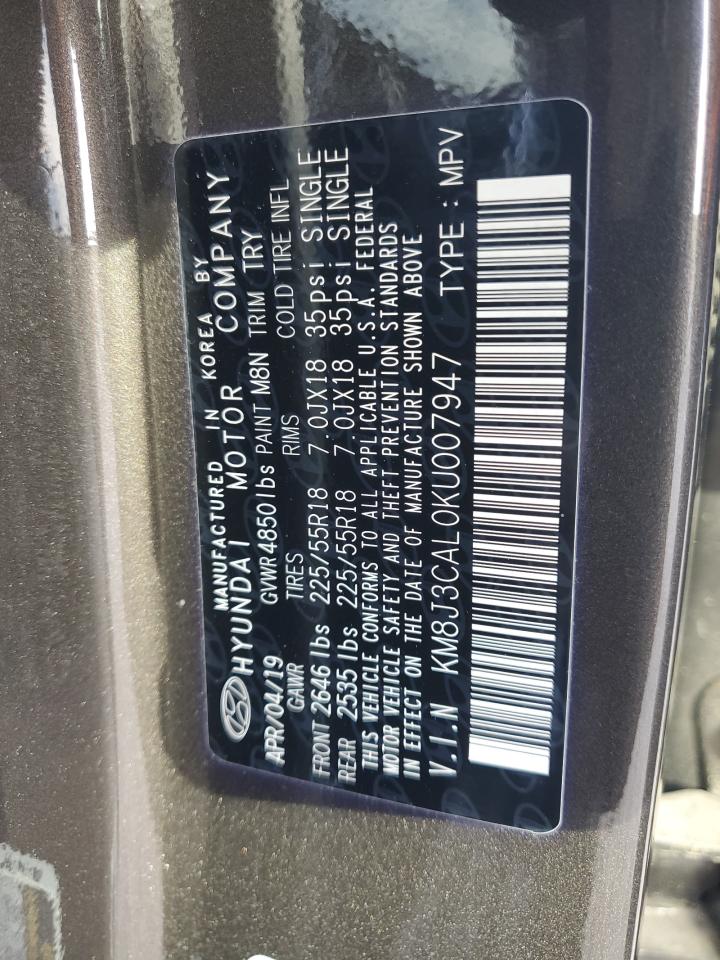 MANUFACTURED IN KOREA BY
HYUNDAI MOTOR COMPANY
APR/04/19 GVWR 4850lbs PAINT M8N TRIM TRY
GAWR TIRES RIMS COLD TIRE INFL
FRONT 2646 lbs 225/55R18 7.0JX18 35psi SINGLE
REAR 2535 lbs 225/55R18 7.0JX18 35psi SINGLE
THIS VEHICLE CONFORMS TO ALL APPLICABLE U.S.A. FEDERAL
MOTOR VEHICLE SAFETY AND THEFT PREVENTION STANDARDS
IN EFFECT ON THE DATE OF MANUFACTURE SHOWN ABOVE
V.I.N KM8J3CAL0KU007947 TYPE : MPV